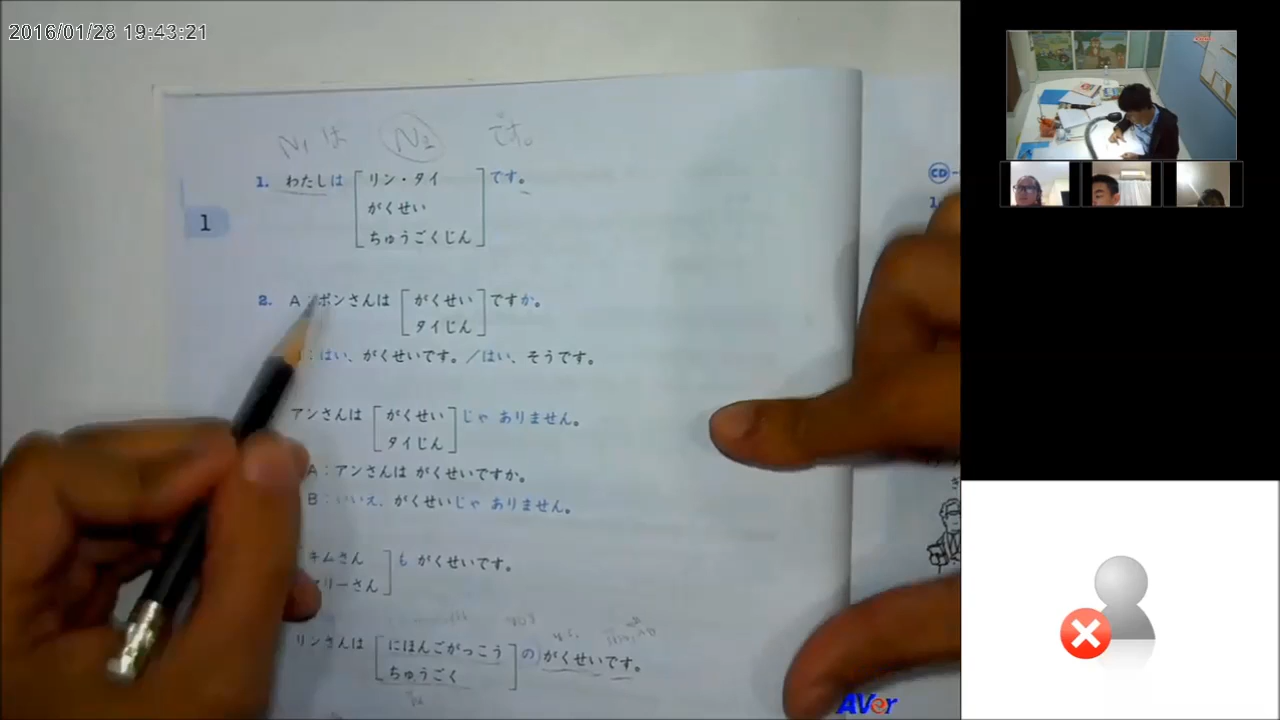 2016/01/28 19:43:21
N1 は N2 です。
1. わたしは リン・タイ です。
がくせい
ちゅうごくじん
1
2. A：ポンさんは がくせい ですか。
タイじん
：はい、がくせいです。／はい、そうです。
アンさんは がくせい じゃ ありません。
タイじん
A：アンさんは がくせいですか。
B：いいえ、がくせいじゃ ありません。
キムさん も がくせいです。
リーさん
リンさんは にほんごがっこう の がくせいです。
ちゅうごく
CD
AVer